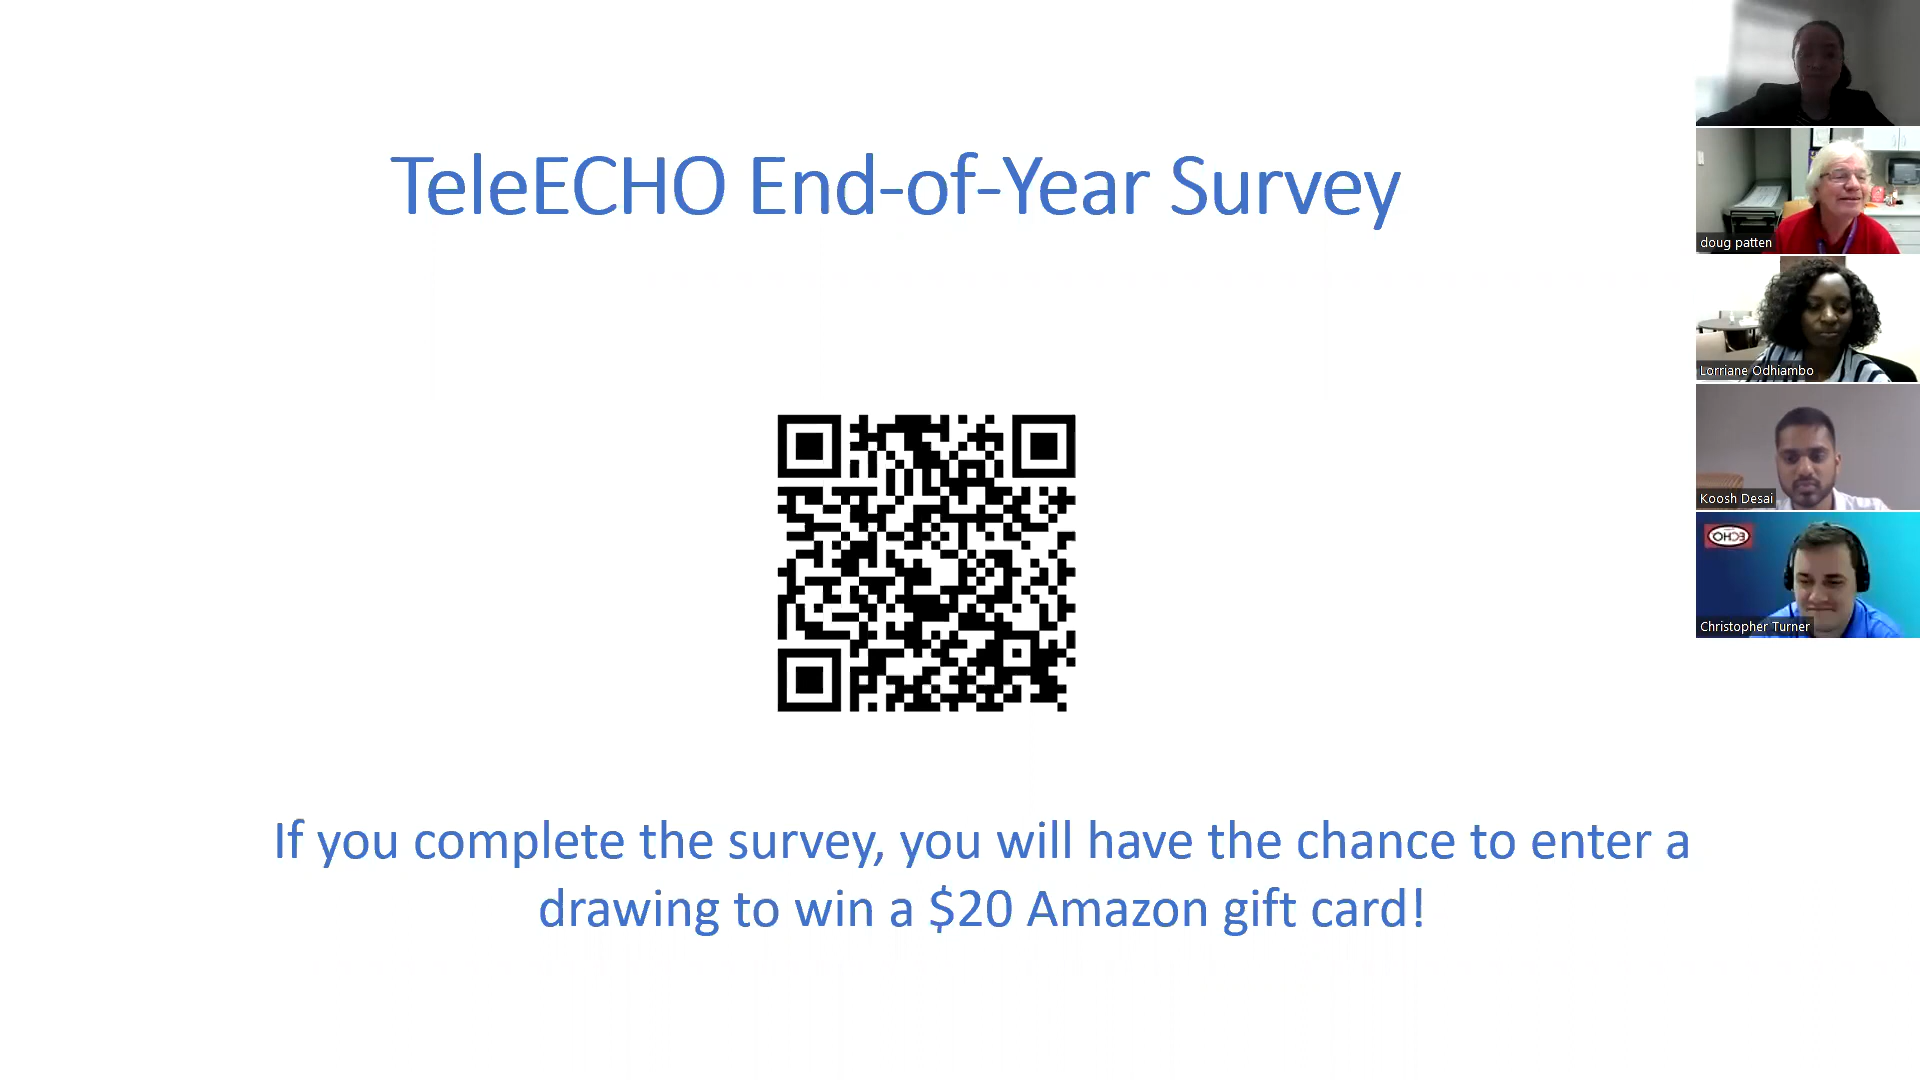 TeleECHO End-of-Year Survey
If you complete the survey, you will have the chance to enter a
drawing to win a $20 Amazon gift card!
doug patten
Lorriane Odhiambo
Koosh Desai
ECHO
Christopher Turner